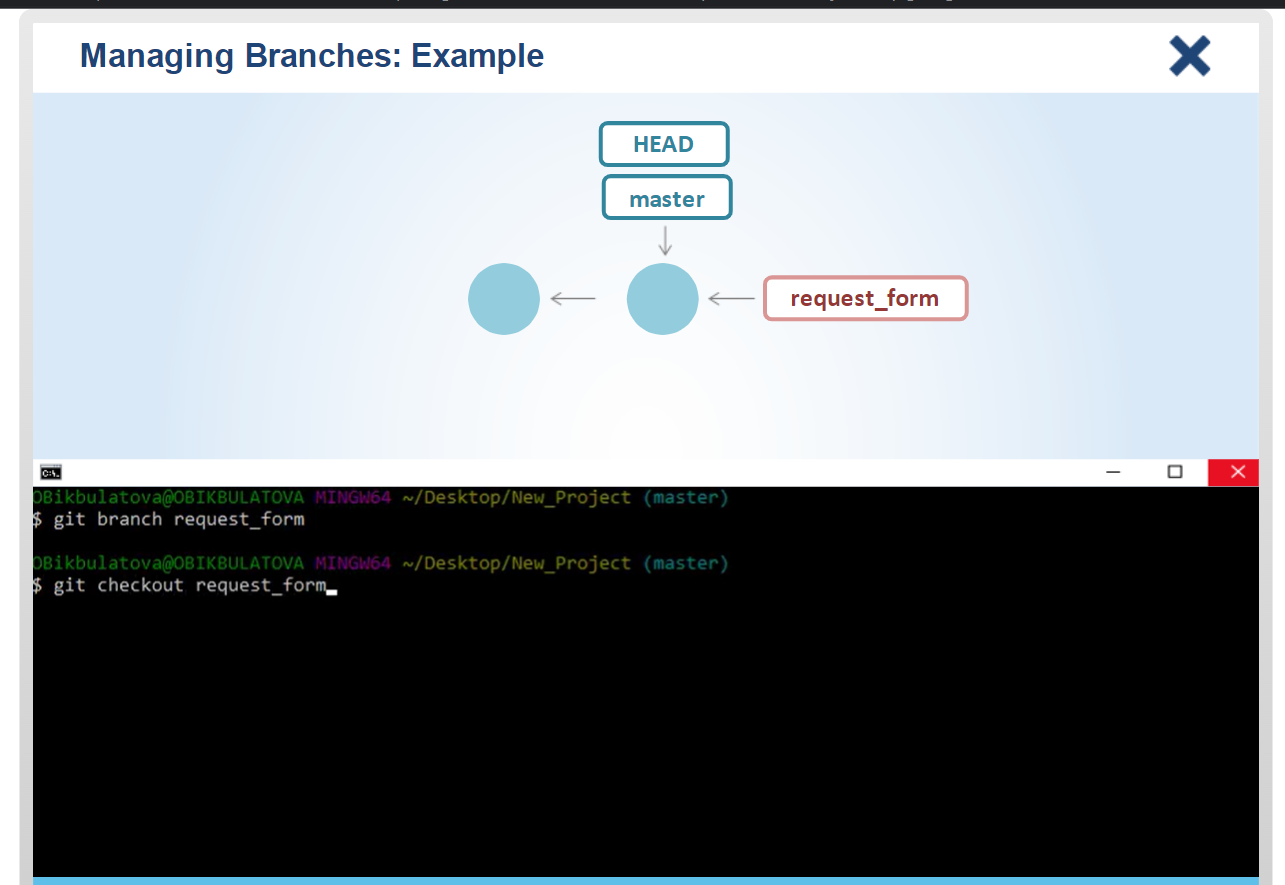 Managing Branches: Example
HEAD
master
request_form
C:\.
OBikbulatova@OBIKBULATOVA MINGW64 ~/Desktop/New_Project (master)
$ git branch request_form
OBikbulatova@OBIKBULATOVA MINGW64 ~/Desktop/New_Project (master)
$ git checkout request_form